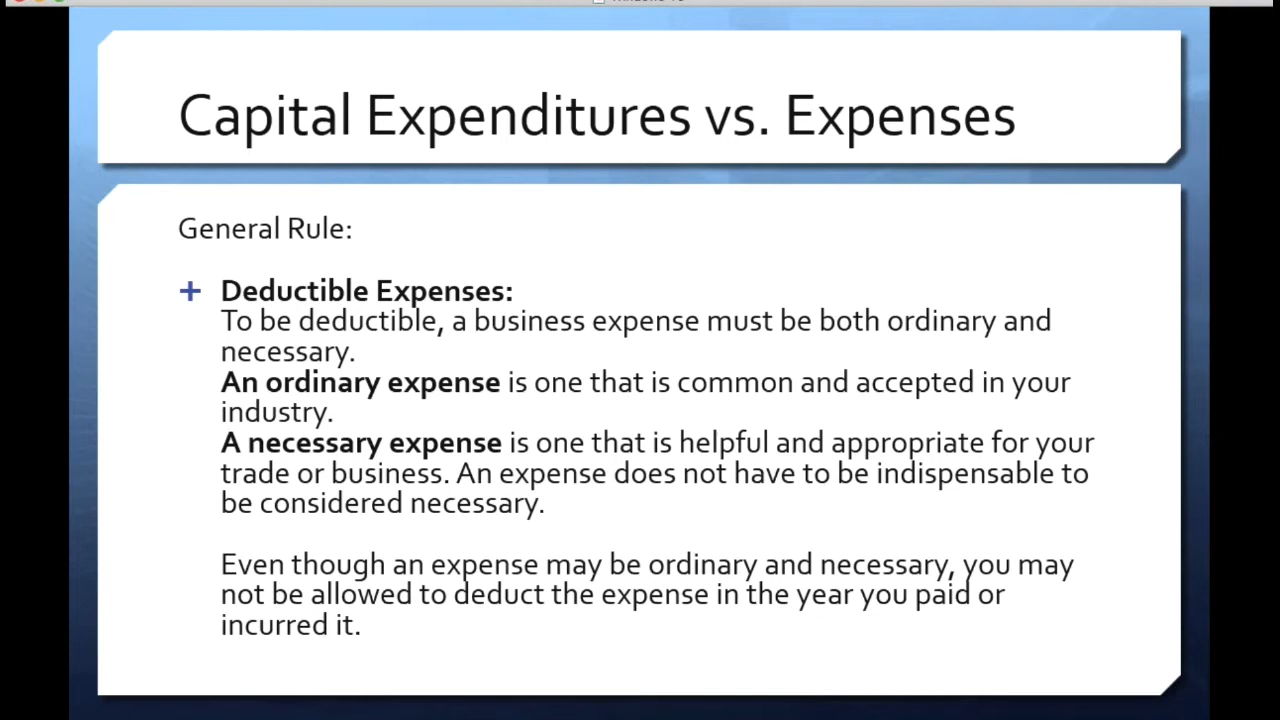 Capital Expenditures vs. Expenses
General Rule:
+ Deductible Expenses:
To be deductible, a business expense must be both ordinary and
necessary.
An ordinary expense is one that is common and accepted in your
industry.
A necessary expense is one that is helpful and appropriate for your
trade or business. An expense does not have to be indispensable to
be considered necessary.
Even though an expense may be ordinary and necessary, you may
not be allowed to deduct the expense in the year you paid or
incurred it.